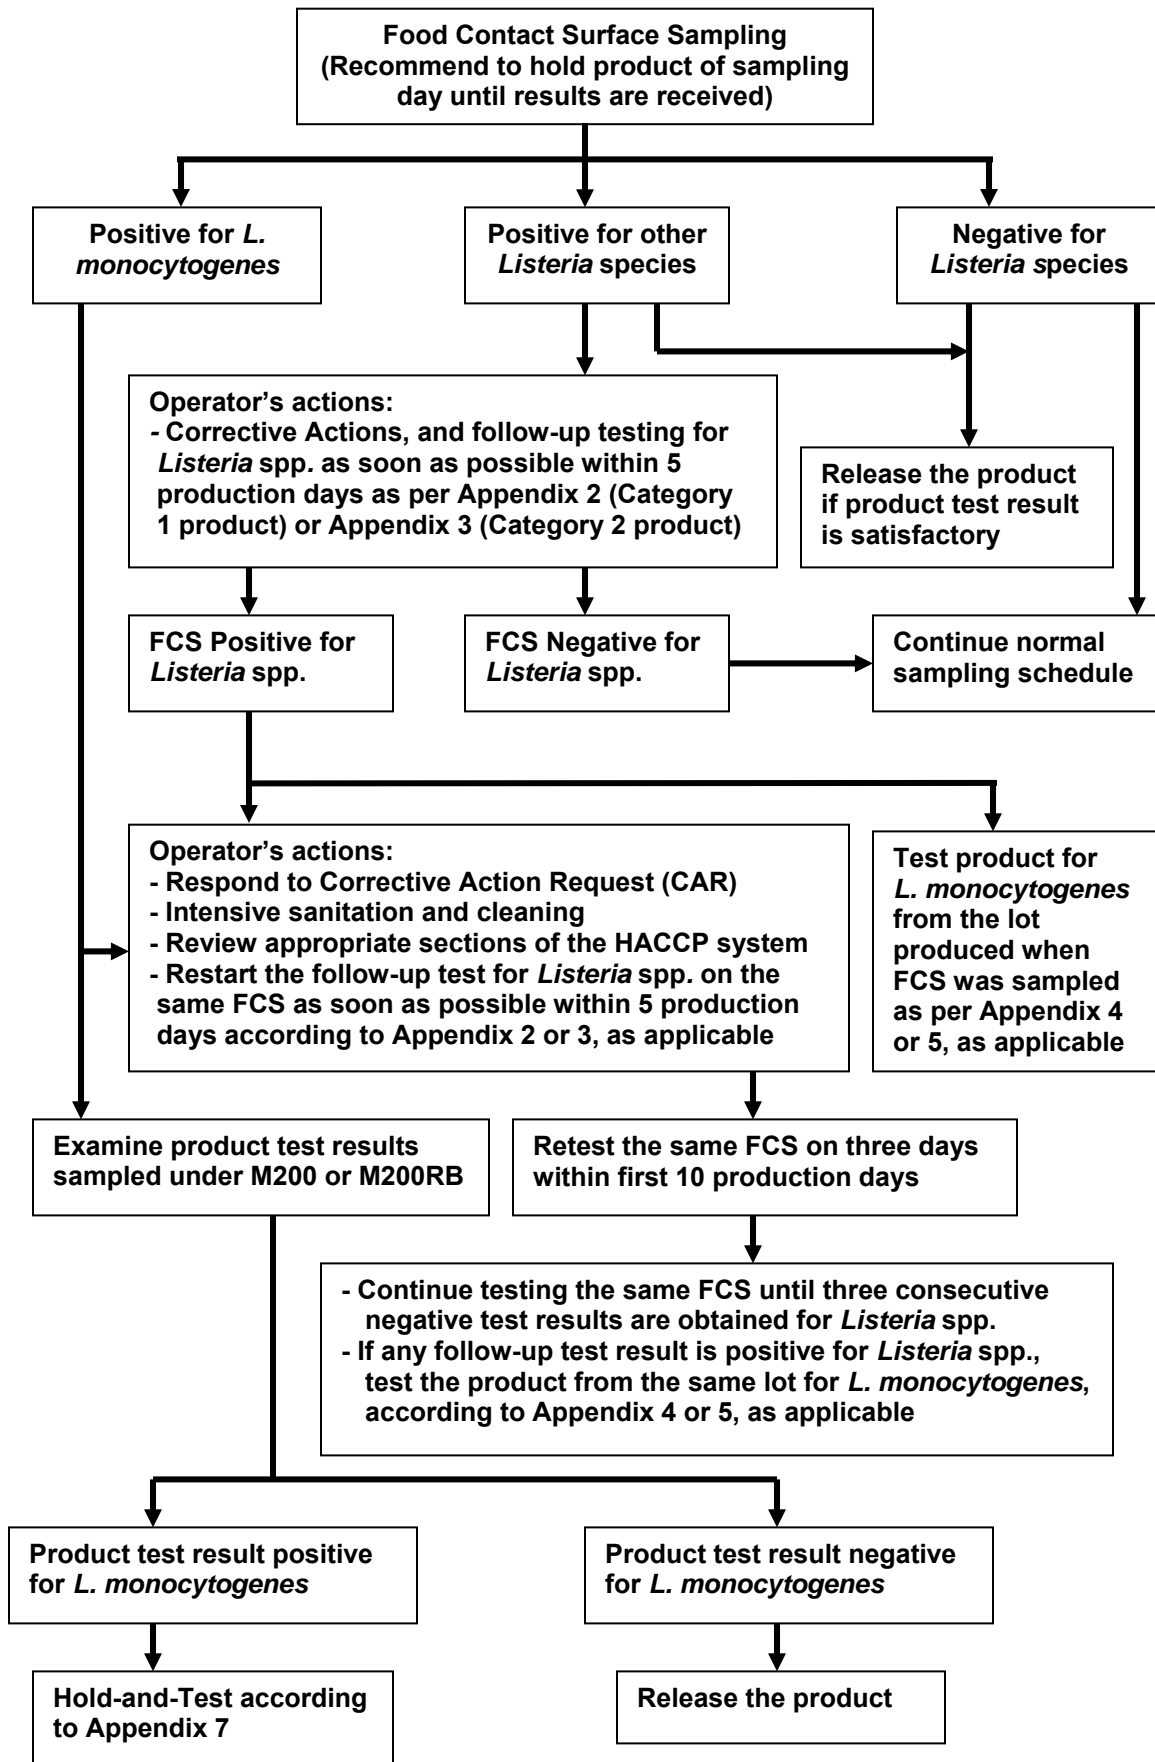 Food Contact Surface Sampling
(Recommend to hold product of sampling
day until results are received)
Positive for L.
monocytogenes
Positive for other
Listeria species
Negative for
Listeria species
Operator’s actions:
- Corrective Actions, and follow-up testing for
Listeria spp. as soon as possible within 5
production days as per Appendix 2 (Category
1 product) or Appendix 3 (Category 2 product)
Release the product
if product test result
is satisfactory
FCS Positive for
Listeria spp.
FCS Negative for
Listeria spp.
Continue normal
sampling schedule
Operator’s actions:
- Respond to Corrective Action Request (CAR)
- Intensive sanitation and cleaning
- Review appropriate sections of the HACCP system
- Restart the follow-up test for Listeria spp. on the
same FCS as soon as possible within 5 production
days according to Appendix 2 or 3, as applicable
Test product for
L. monocytogenes
from the lot
produced when
FCS was sampled
as per Appendix 4
or 5, as applicable
Examine product test results
sampled under M200 or M200RB
Retest the same FCS on three days
within first 10 production days
- Continue testing the same FCS until three consecutive
negative test results are obtained for Listeria spp.
- If any follow-up test result is positive for Listeria spp.,
test the product from the same lot for L. monocytogenes,
according to Appendix 4 or 5, as applicable
Product test result positive
for L. monocytogenes
Product test result negative
for L. monocytogenes
Hold-and-Test according
to Appendix 7
Release the product